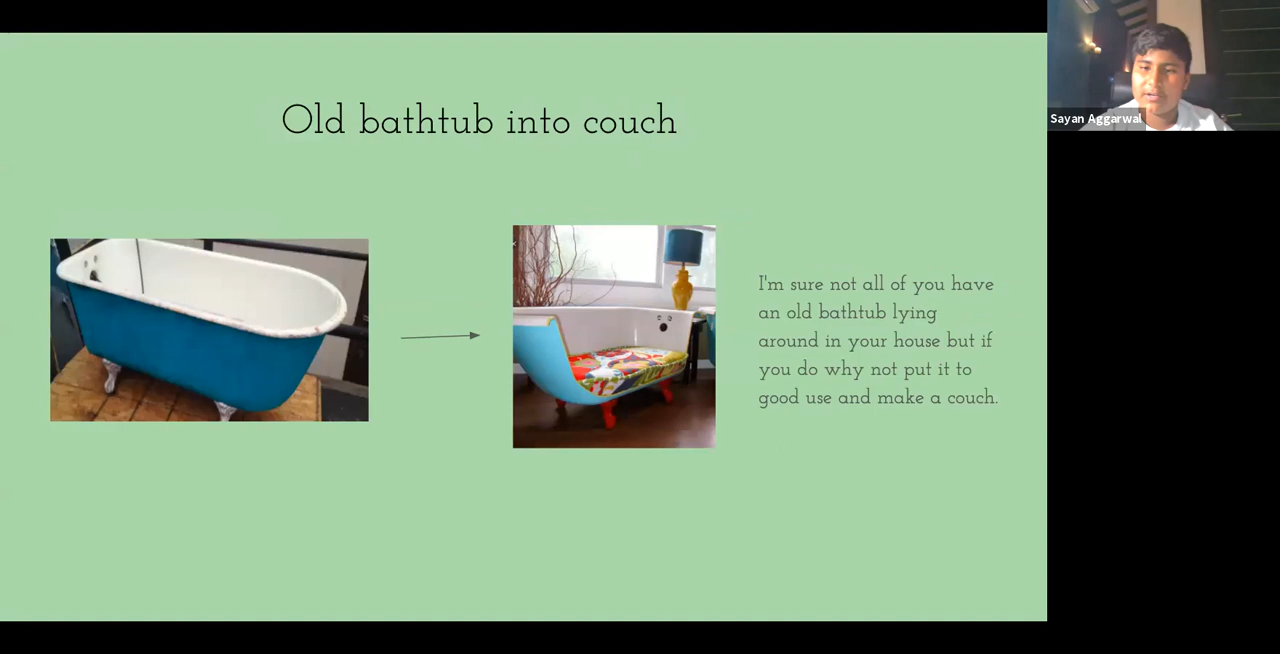 Old bathtub into couch
I'm sure not all of you have
an old bathtub lying
around in your house but if
you do why not put it to
good use and make a couch.
Sayan Aggarwal